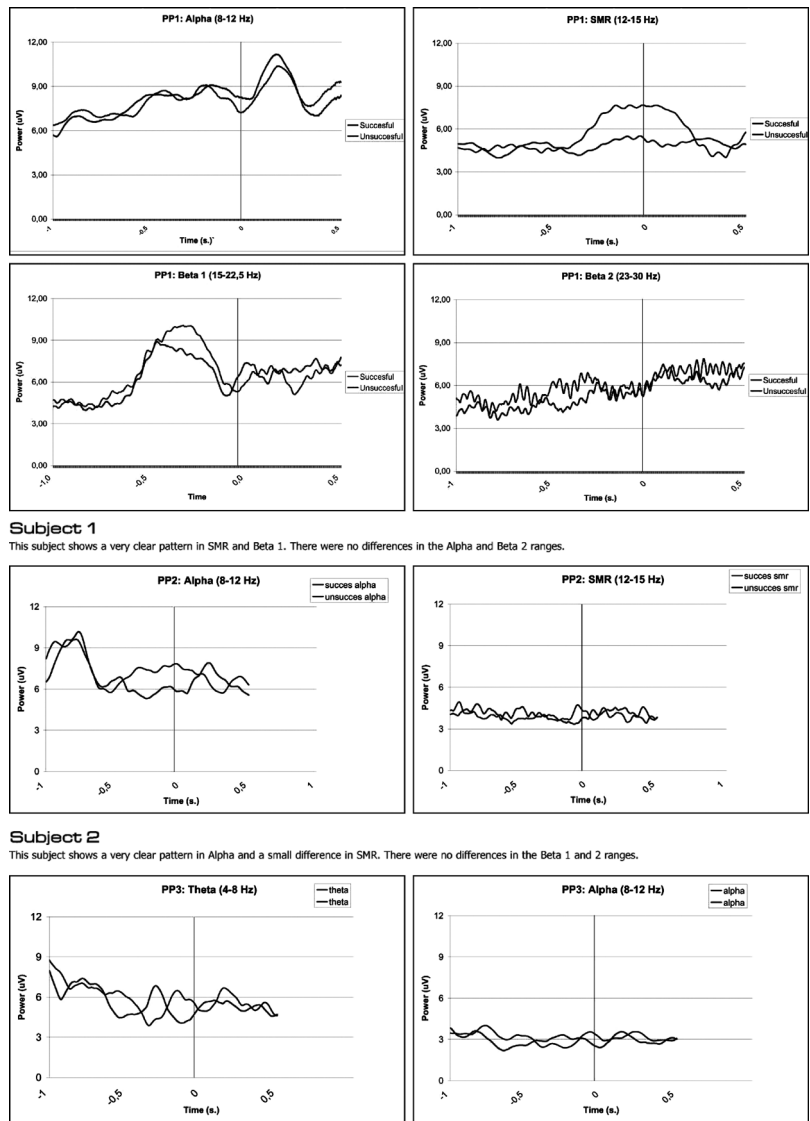 PP1: Alpha (8-12 Hz)
12,00
9,00
6,00
3,00
0,00
Power (uV)
-1
-0,5
0
0,5
Time (s.)`
Succesful
Unsuccesful
PP1: SMR (12-15 Hz)
12,00
9,00
6,00
3,00
0,00
Power (uV)
-1
-0,5
0
0,5
Time (s.)
Succesful
Unsuccesful
PP1: Beta 1 (15-22,5 Hz)
12,00
9,00
6,00
3,00
0,00
Power (uV)
-1,0
-0,5
0,0
0,5
Time
Succesful
Unsuccesful
PP1: Beta 2 (23-30 Hz)
12,00
9,00
6,00
3,00
0,00
Power (uV)
-1
-0,5
0
0,5
Time (s.)
Succesful
Unsuccesful
Subject 1
This subject shows a very clear pattern in SMR and Beta 1. There were no differences in the Alpha and Beta 2 ranges.
PP2: Alpha (8-12 Hz)
succes alpha
unsucces alpha
12
9
6
3
0
Power (uV)
-1
-0,5
0
0,5
1
Time (s.)
PP2: SMR (12-15 Hz)
succes smr
unsucces smr
12
9
6
3
0
Power (uV)
-1
-0,5
0
0,5
1
Time (s.)
Subject 2
This subject shows a very clear pattern in Alpha and a small difference in SMR. There were no differences in the Beta 1 and 2 ranges.
PP3: Theta (4-8 Hz)
theta
theta
12
9
6
3
0
Power (uV)
-1
-0,5
0
0,5
Time (s.)
PP3: Alpha (8-12 Hz)
alpha
alpha
12
9
6
3
0
Power (uV)
-1
-0,5
0
0,5
Time (s.)